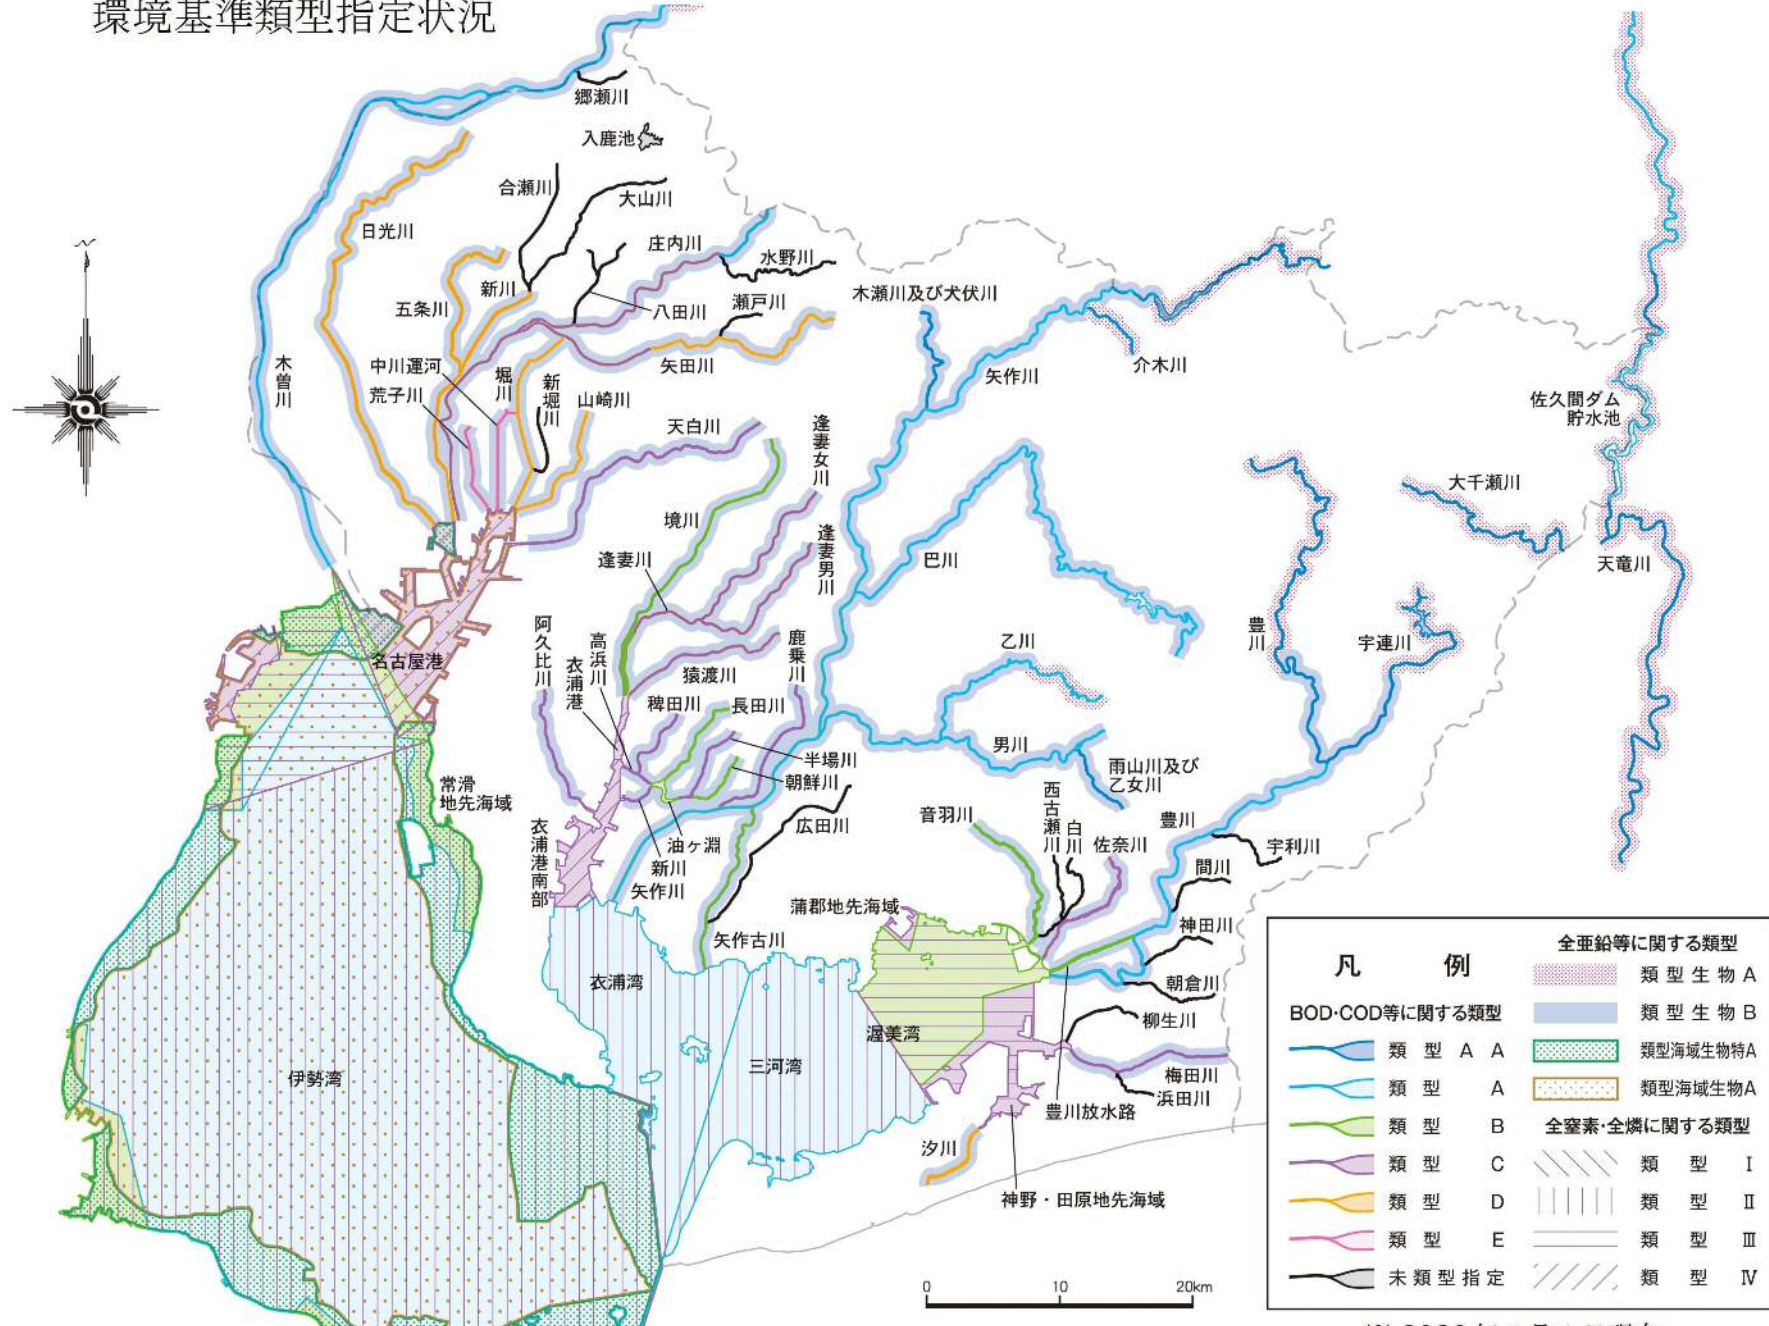 環境基準類型指定状況
郷瀬川
入鹿池
合瀬川
大山川
日光川
庄内川
水野川
新川
五条川
八田川
瀬戸川
木瀬川及び犬伏川
木曽川
中川運河
荒子川
堀川
新堀川
山崎川
矢田川
矢作川
介木川
佐久間ダム
貯水池
天白川
逢妻女川
大千瀬川
境川
逢妻男川
逢妻川
巴川
天竜川
阿久比川
高浜川
衣浦港
鹿乗川
乙川
豊川
宇連川
名古屋港
猿渡川
稗田川
長田川
男川
半場川
朝鮮川
雨山川及び
乙女川
常滑
地先海域
衣浦港南部
油ヶ淵
新川
矢作川
広田川
音羽川
西古瀬川
白川
佐奈川
豊川
宇利川
間川
蒲郡地先海域
神田川
矢作古川
衣浦湾
朝倉川
渥美湾
柳生川
伊勢湾
三河湾
梅田川
浜田川
豊川放水路
汐川
神野・田原地先海域
0 10 20km
凡 例
BOD・COD等に関する類型
類型 A A
類型 A
類型 B
類型 C
類型 D
類型 E
未類型指定
全亜鉛等に関する類型
類型生物A
類型生物B
類型海域生物特A
類型海域生物A
全窒素・全燐に関する類型
類型 Ⅰ
類型 Ⅱ
類型 Ⅲ
類型 Ⅳ